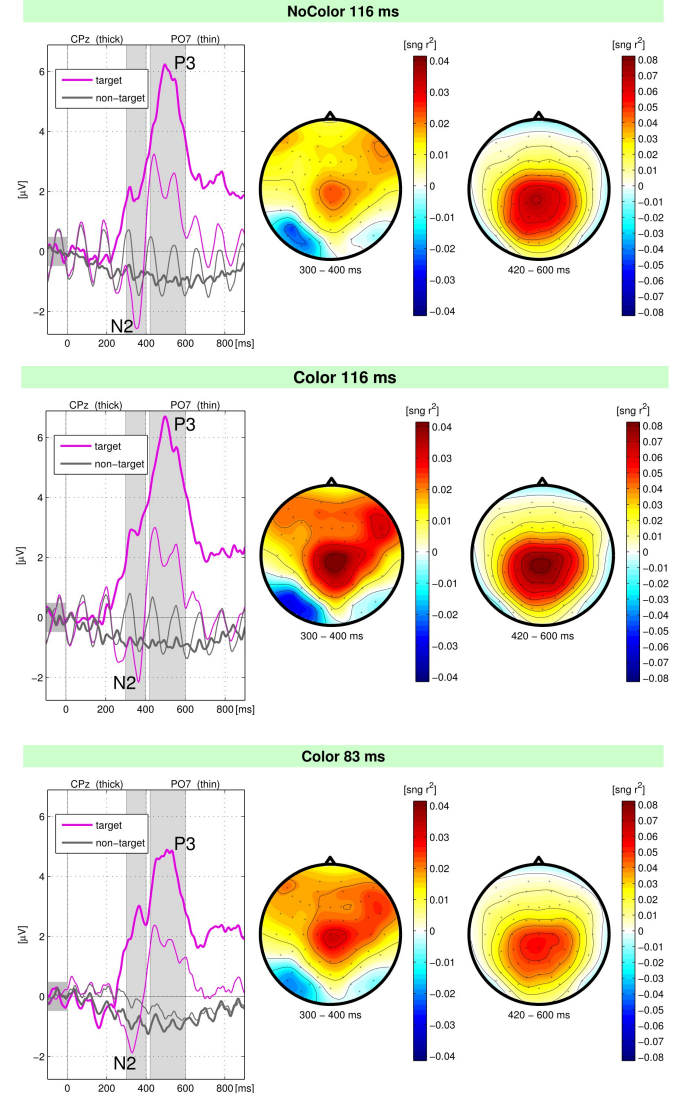 NoColor 116 ms
CPz (thick) PO7 (thin)
[sng r²] [sng r²]
P3
target
non−target
N2
[µV]
6
4
2
0
−2
0 200 400 600 800 [ms]
300 − 400 ms
0.04
0.03
0.02
0.01
0
−0.01
−0.02
−0.03
−0.04
420 − 600 ms
0.08
0.07
0.06
0.05
0.04
0.03
0.02
0.01
0
−0.01
−0.02
−0.03
−0.04
−0.05
−0.06
−0.07
−0.08
Color 116 ms
CPz (thick) PO7 (thin)
[sng r²] [sng r²]
P3
target
non−target
N2
[µV]
6
4
2
0
−2
0 200 400 600 800 [ms]
300 − 400 ms
0.04
0.03
0.02
0.01
0
−0.01
−0.02
−0.03
−0.04
420 − 600 ms
0.08
0.07
0.06
0.05
0.04
0.03
0.02
0.01
0
−0.01
−0.02
−0.03
−0.04
−0.05
−0.06
−0.07
−0.08
Color 83 ms
CPz (thick) PO7 (thin)
[sng r²] [sng r²]
P3
target
non−target
N2
[µV]
6
4
2
0
−2
0 200 400 600 800 [ms]
300 − 400 ms
0.04
0.03
0.02
0.01
0
−0.01
−0.02
−0.03
−0.04
420 − 600 ms
0.08
0.07
0.06
0.05
0.04
0.03
0.02
0.01
0
−0.01
−0.02
−0.03
−0.04
−0.05
−0.06
−0.07
−0.08